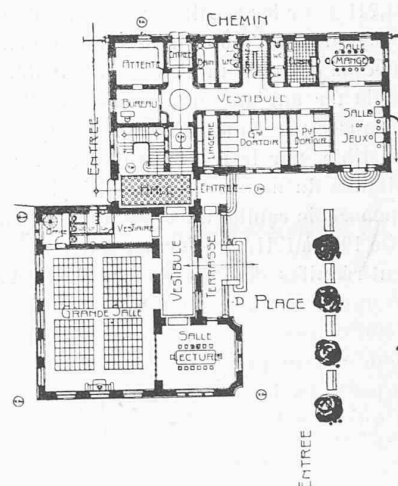 CHEMIN
ENTRÉE
SALLE
À
MANGER
ATTENTE
BAIN
W.C.
BUREAU
VESTIBULE
SALLE
DE
JEUX
ENTRÉE
LINGERIE
Gᴰ
DORTOIR
Pᵀ
DORTOIR
HALL
ENTRÉE
VESTIAIRE
VESTIBULE
TERRASSE
D
PLACE
GRANDE SALLE
SALLE
LECTURE
ENTRÉE